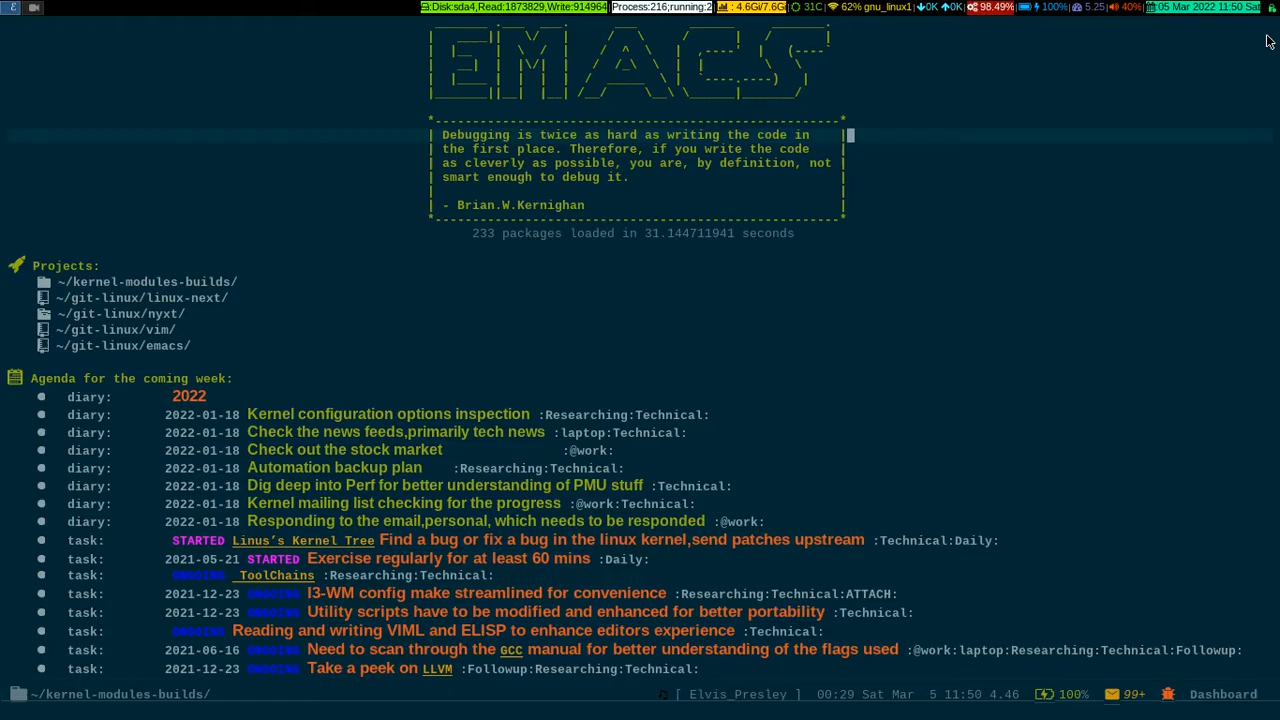 Disk:sda4,Read:1873829,Write:914964 Process:216;running:2 : 4.6Gi/7.6Gi 31C 62% gnu_linux1 0K 0K 98.49% 100% 5.25 40% 05 Mar 2022 11:50 Sat
EMACS
Debugging is twice as hard as writing the code in
the first place. Therefore, if you write the code
as cleverly as possible, you are, by definition, not
smart enough to debug it.
- Brian.W.Kernighan
233 packages loaded in 31.144711941 seconds
Projects:
~/kernel-modules-builds/
~/git-linux/linux-next/
~/git-linux/nyxt/
~/git-linux/vim/
~/git-linux/emacs/
Agenda for the coming week:
diary: 2022
diary: 2022-01-18 Kernel configuration options inspection :Researching:Technical:
diary: 2022-01-18 Check the news feeds,primarily tech news :laptop:Technical:
diary: 2022-01-18 Check out the stock market :@work:
diary: 2022-01-18 Automation backup plan :Researching:Technical:
diary: 2022-01-18 Dig deep into Perf for better understanding of PMU stuff :Technical:
diary: 2022-01-18 Kernel mailing list checking for the progress :@work:Technical:
diary: 2022-01-18 Responding to the email,personal, which needs to be responded :@work:
task: STARTED Linus’s Kernel Tree Find a bug or fix a bug in the linux kernel,send patches upstream :Technical:Daily:
task: 2021-05-21 STARTED Exercise regularly for at least 60 mins :Daily:
task: ONGOING ToolChains :Researching:Technical:
task: 2021-12-23 ONGOING I3-WM config make streamlined for convenience :Researching:Technical:ATTACH:
task: 2021-12-23 ONGOING Utility scripts have to be modified and enhanced for better portability :Technical:
task: ONGOING Reading and writing VIML and ELISP to enhance editors experience :Technical:
task: 2021-06-16 ONGOING Need to scan through the GCC manual for better understanding of the flags used :@work:laptop:Researching:Technical:Followup:
task: 2021-12-23 ONGOING Take a peek on LLVM :Followup:Researching:Technical:
~/kernel-modules-builds/ [ Elvis_Presley ] 00:29 Sat Mar 5 11:50 4.46 100% 99+ Dashboard